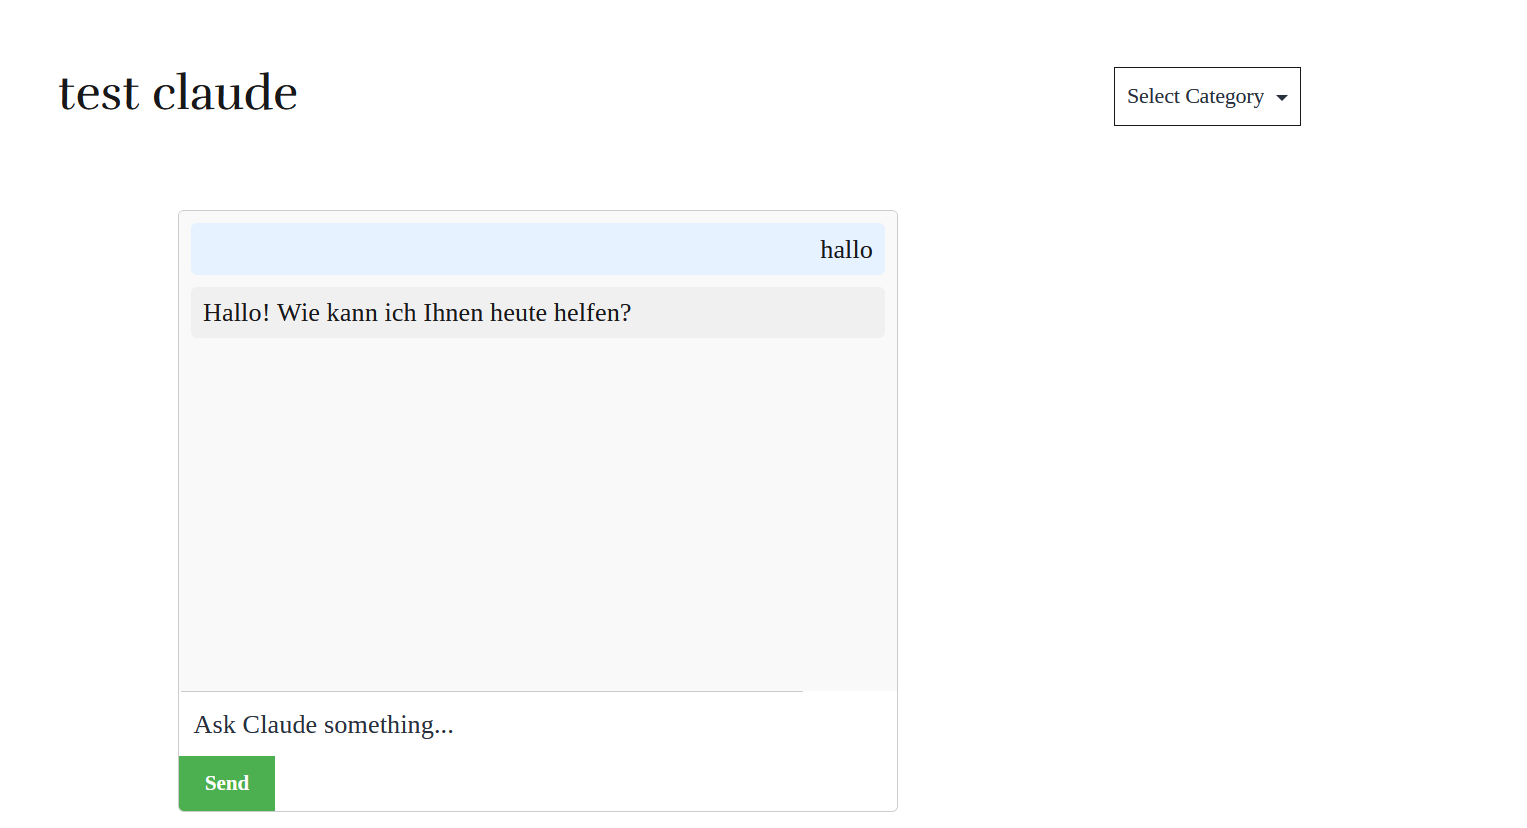 test claude
Select Category
hallo
Hallo! Wie kann ich Ihnen heute helfen?
Ask Claude something...
Send